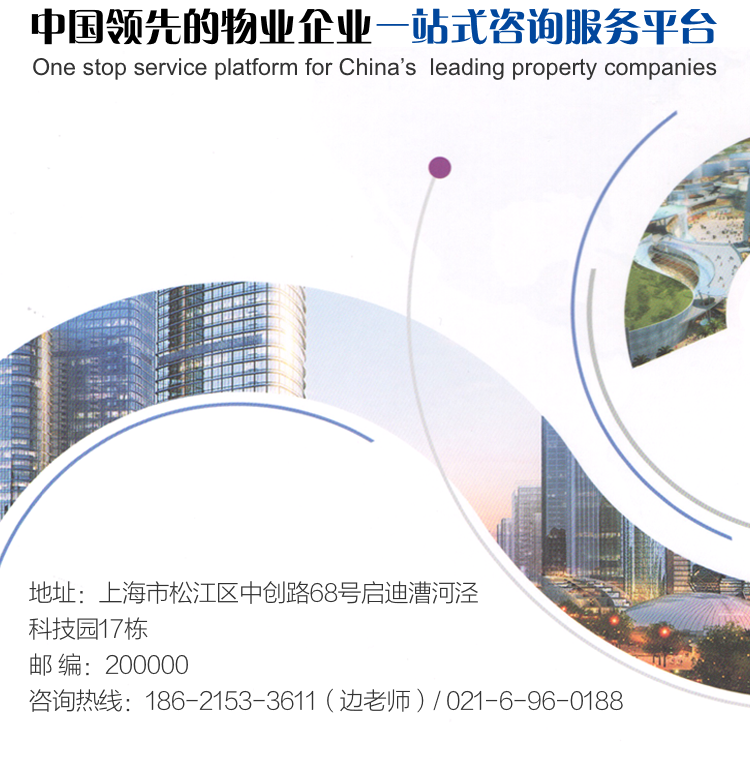 中国领先的物业企业一站式咨询服务平台
One stop service platform for China's  leading property companies
地址：上海市松江区中创路68号启迪漕河泾
科技园17栋
邮 编：200000
咨询热线：186-2153-3611（边老师）/ 021-6-96-0188